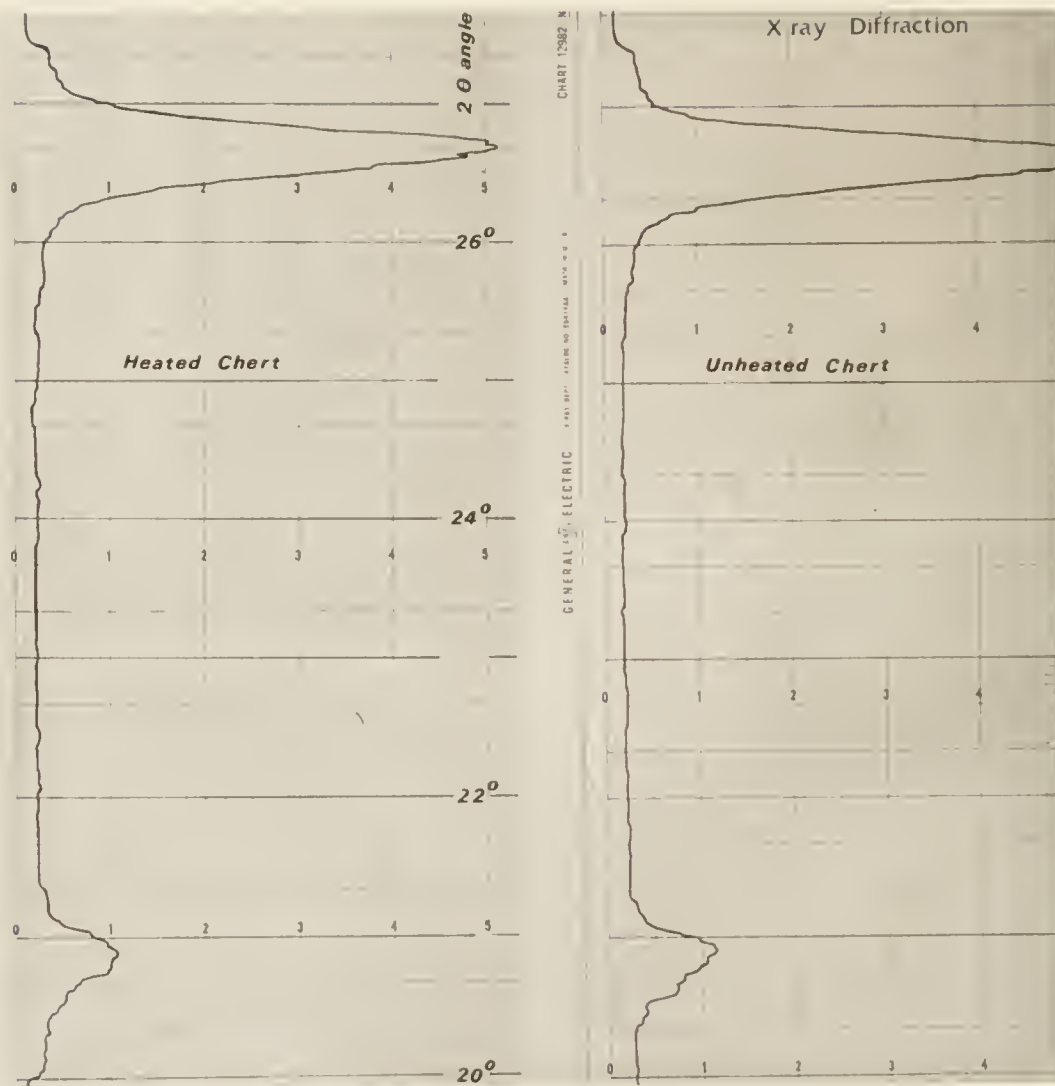 X ray Diffraction
2 θ angle
CHART 12982 N
0 1 2 3 5
26°
0 1 2 3 4
Heated Chert
Unheated Chert
GENERAL ELECTRIC
24°
0 1 2 3 4 5
0 1 2 3 4
22°
0 1 2 3 4 5
20°
0 1 2 3 4